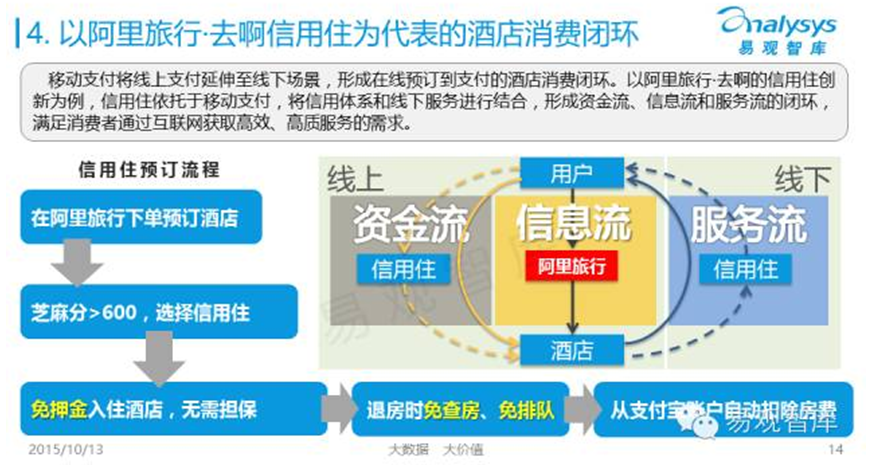 4. 以阿里旅行·去啊信用住为代表的酒店消费闭环
analysys
易观智库
移动支付将线上支付延伸至线下场景，形成在线预订到支付的酒店消费闭环。以阿里旅行·去啊的信用住创
新为例，信用住依托于移动支付，将信用体系和线下服务进行结合，形成资金流、信息流和服务流的闭环，
满足消费者通过互联网获取高效、高质服务的需求。
信用住预订流程
在阿里旅行下单预订酒店
芝麻分>600，选择信用住
线上
用户
线下
资金流
信息流
服务流
信用住
阿里旅行
信用住
易观智库
酒店
免押金入住酒店，无需担保
退房时免查房、免排队
从支付宝账户自动扣除房费
易观智库
2015/10/13
大数据 大价值
14